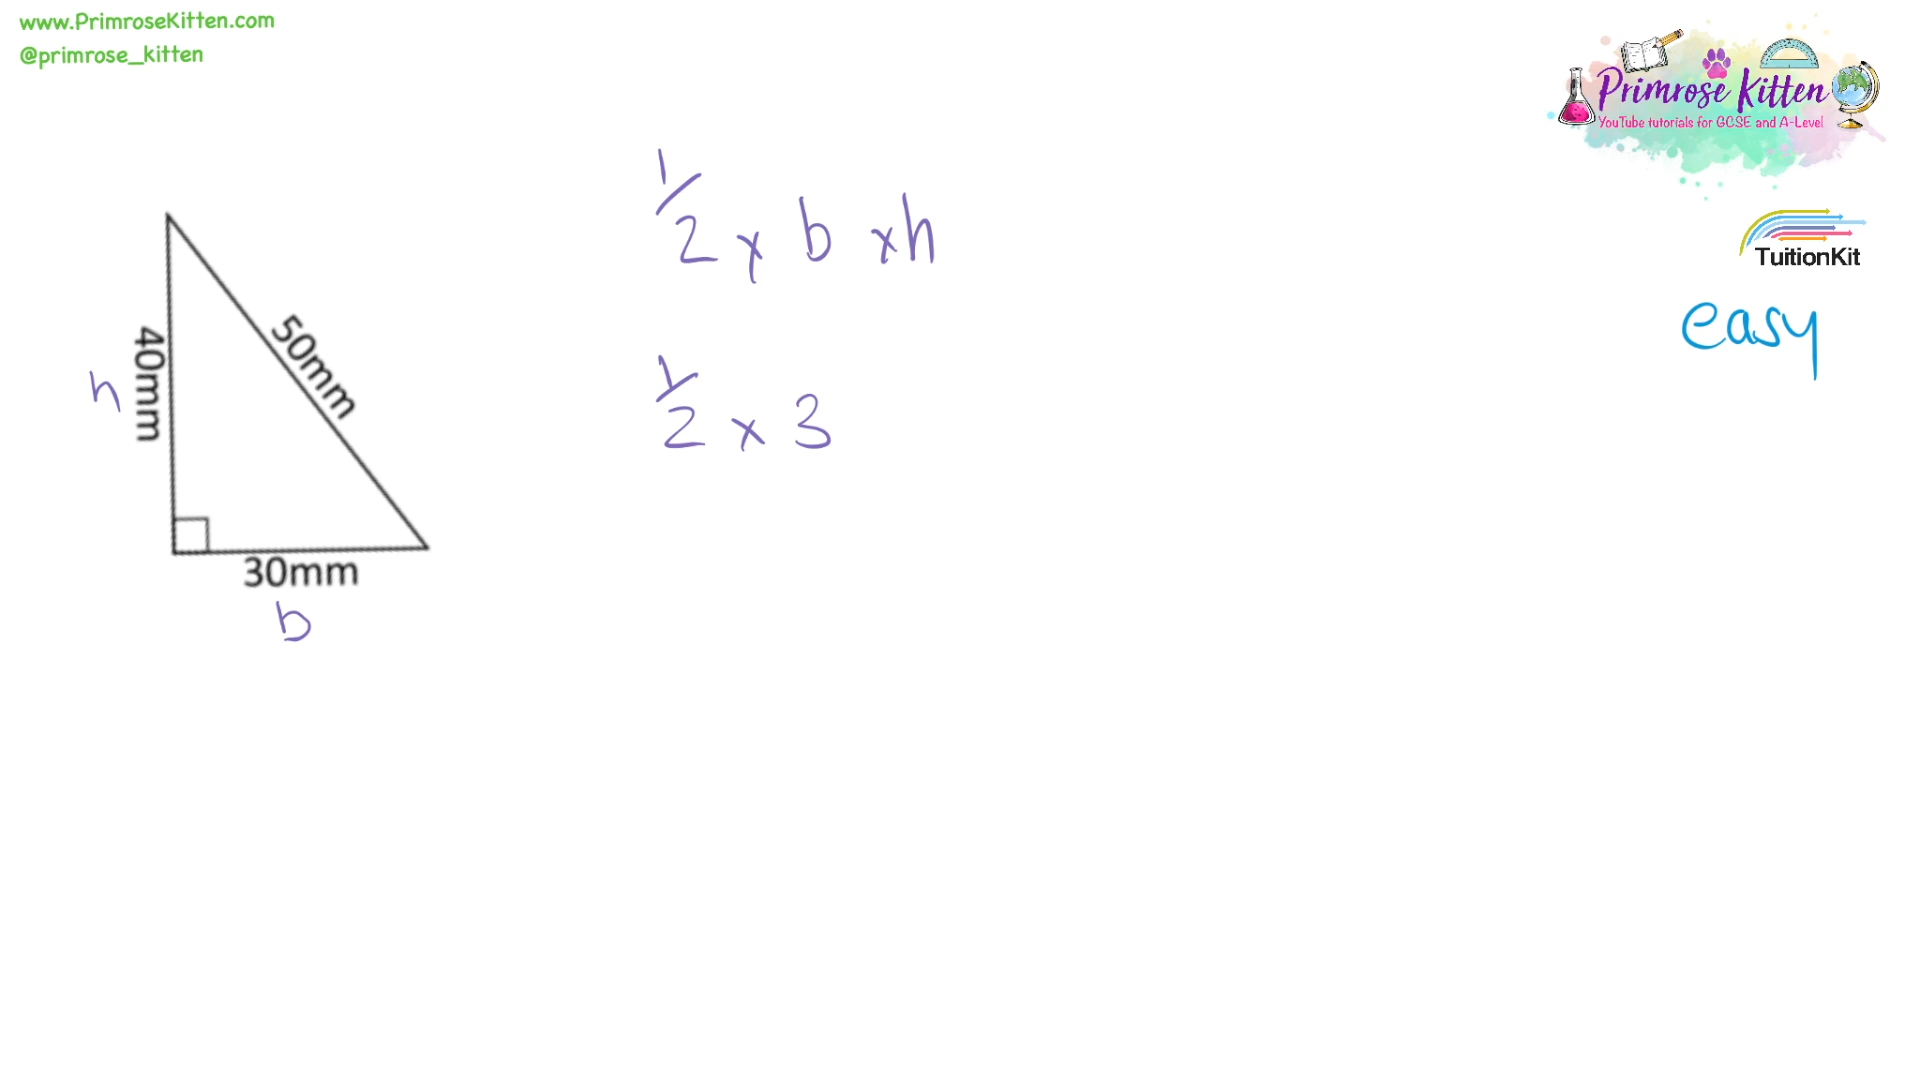 www.PrimroseKitten.com
@primrose_kitten
Primrose Kitten
YouTube tutorials for GCSE and A-Level
TuitionKit
easy
1/2 x b x h
1/2 x 3
40mm
50mm
h
30mm
b